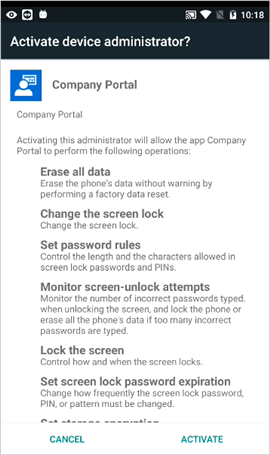 10:18
Activate device administrator?
Company Portal
Company Portal
Activating this administrator will allow the app Company
Portal to perform the following operations:
Erase all data
Erase the phone's data without warning by
performing a factory data reset.
Change the screen lock
Change the screen lock.
Set password rules
Control the length and the characters allowed in
screen lock passwords and PINs.
Monitor screen-unlock attempts
Monitor the number of incorrect passwords typed.
when unlocking the screen, and lock the phone or
erase all the phone's data if too many incorrect
passwords are typed.
Lock the screen
Control how and when the screen locks.
Set screen lock password expiration
Change how frequently the screen lock password,
PIN, or pattern must be changed.
Set storage encryption
CANCEL
ACTIVATE